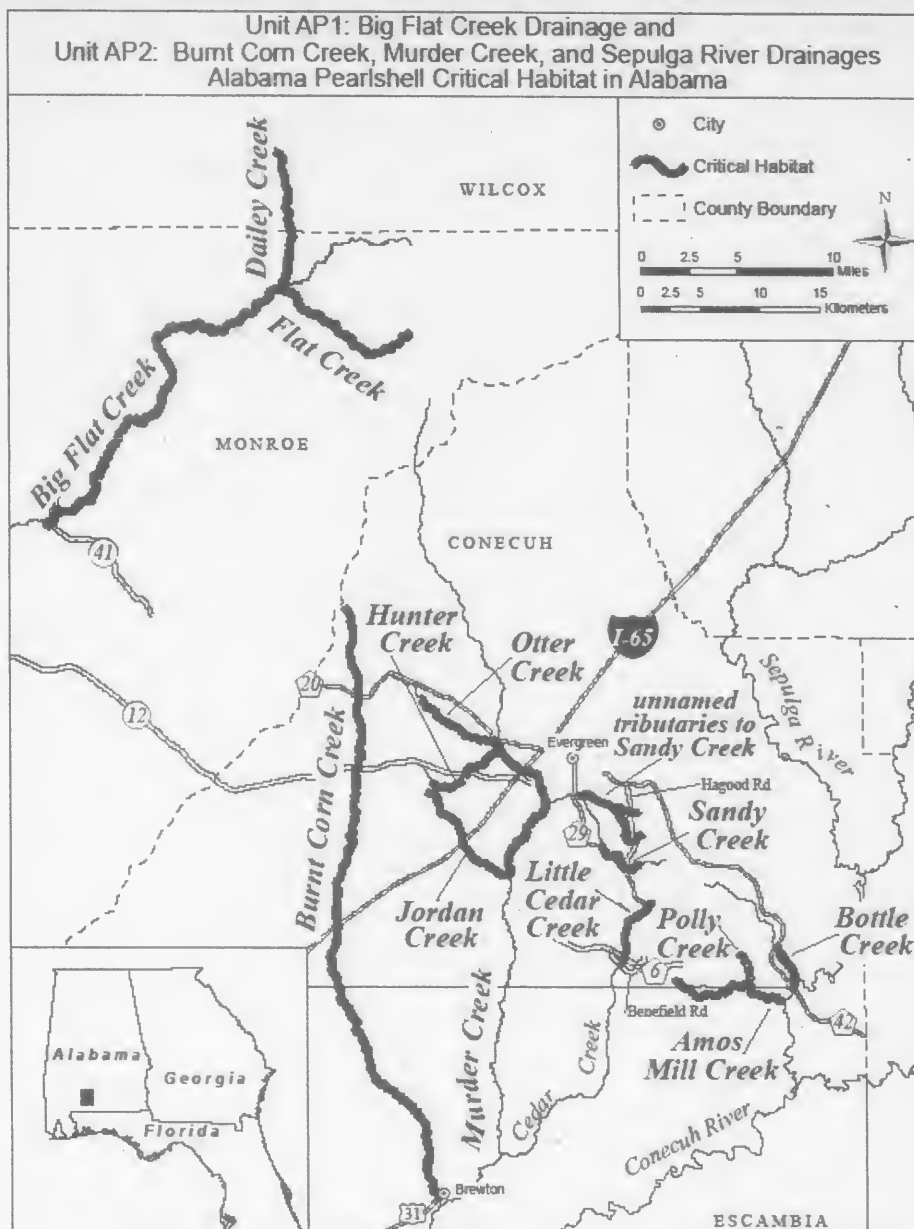 Unit AP1: Big Flat Creek Drainage and
Unit AP2: Burnt Corn Creek, Murder Creek, and Sepulga River Drainages
Alabama Pearlshell Critical Habitat in Alabama
City
Critical Habitat
County Boundary
N
0 2.5 5 10
Miles
0 2.5 5 10 15
Kilometers
WILCOX
Dailey Creek
Flat Creek
Big Flat Creek
MONROE
41
CONECUH
Hunter
Creek
Otter
Creek
I-65
20
12
unnamed
tributaries to
Sandy Creek
Sepulga
River
Evergreen
Hagood Rd
Sandy
Creek
29
Burnt Corn Creek
Little
Cedar
Creek
Jordan
Creek
Polly
Creek
Bottle
Creek
6
Benefield Rd
42
Amos
Mill Creek
Murder Creek
Cedar
Creek
Conecuh River
Brewton
31
ESCAMBIA
Alabama
Georgia
Florida